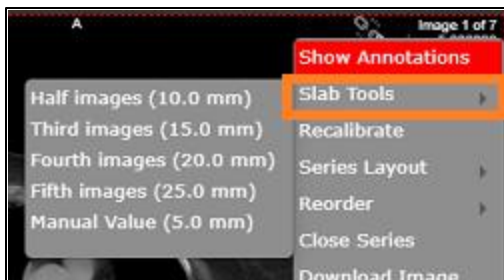 A
Image 1 of 7
Show Annotations
Slab Tools
Recalibrate
Series Layout
Reorder
Close Series
Download Image
Half images (10.0 mm)
Third images (15.0 mm)
Fourth images (20.0 mm)
Fifth images (25.0 mm)
Manual Value (5.0 mm)